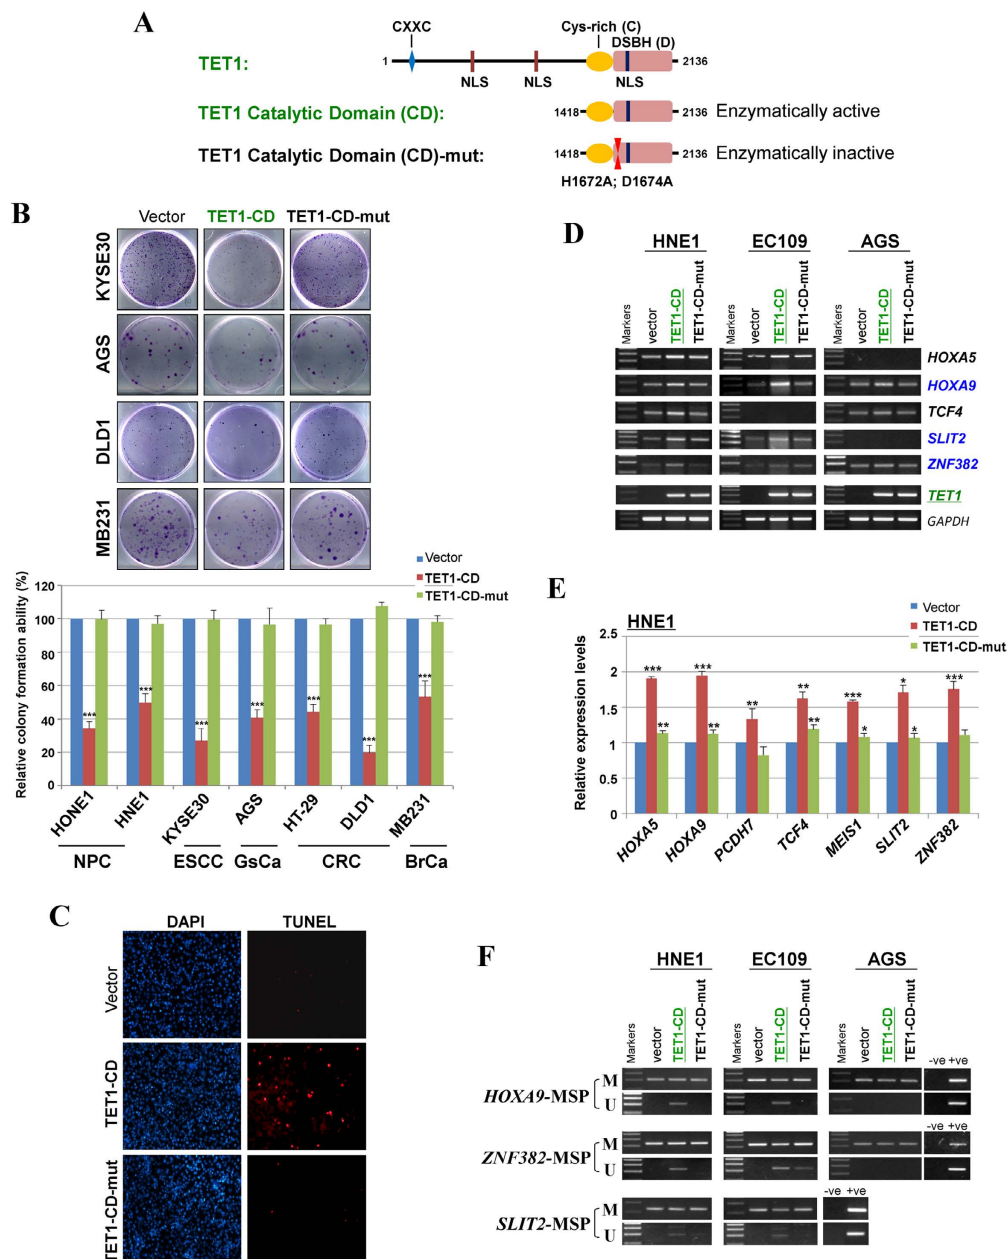 A
CXXC
Cys-rich (C)
DSBH (D)
TET1:
1
2136
NLS
NLS
NLS
TET1 Catalytic Domain (CD):
1418
2136
Enzymatically active
TET1 Catalytic Domain (CD)-mut:
1418
2136
Enzymatically inactive
H1672A; D1674A
B
Vector
TET1-CD
TET1-CD-mut
KYSE30
AGS
DLD1
MB231
Vector
TET1-CD
TET1-CD-mut
Relative colony formation ability (%)
120
100
80
60
40
20
0
***
***
***
***
***
***
***
HONE1
HNE1
KYSE30
AGS
HT-29
DLD1
MB231
NPC
ESCC
GsCa
CRC
BrCa
C
DAPI
TUNEL
Vector
TET1-CD
TET1-CD-mut
D
HNE1
EC109
AGS
Markers
vector
TET1-CD
TET1-CD-mut
Markers
vector
TET1-CD
TET1-CD-mut
Markers
vector
TET1-CD
TET1-CD-mut
HOXA5
HOXA9
TCF4
SLIT2
ZNF382
TET1
GAPDH
E
HNE1
Vector
TET1-CD
TET1-CD-mut
Relative expression levels
2.5
2
1.5
1
0.5
0
***
**
***
**
**
**
**
***
*
*
*
***
HOXA5
HOXA9
PCDH7
TCF4
MEIS1
SLIT2
ZNF382
F
HNE1
EC109
AGS
Markers
vector
TET1-CD
TET1-CD-mut
Markers
vector
TET1-CD
TET1-CD-mut
Markers
vector
TET1-CD
TET1-CD-mut
-ve +ve
HOXA9-MSP
M
U
-ve +ve
ZNF382-MSP
M
U
-ve +ve
SLIT2-MSP
M
U